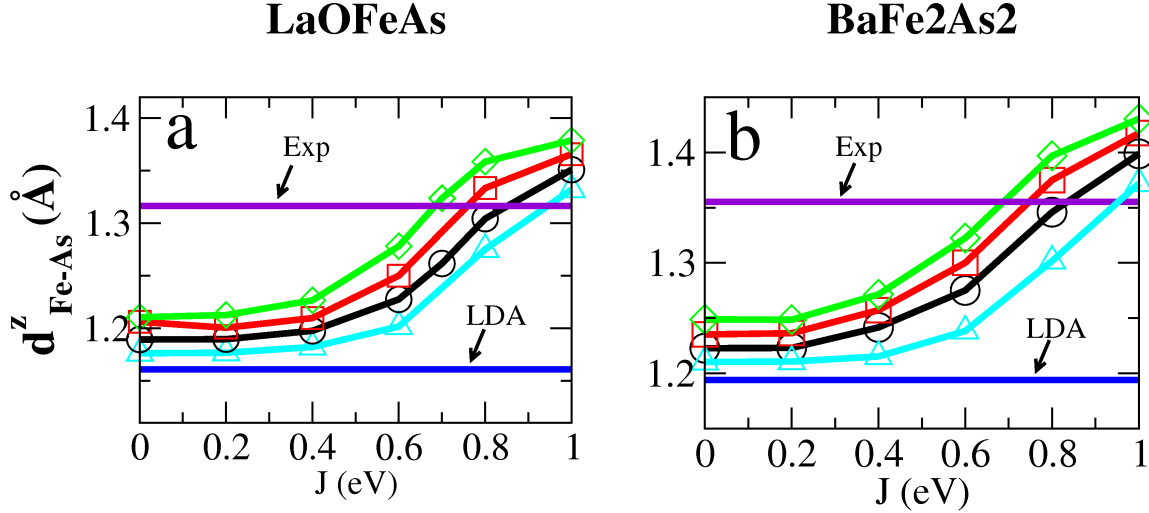 LaOFeAs
BaFe2As2
a
Exp
LDA
1.4
1.3
1.2
d^z_Fe-As (Å)
0 0.2 0.4 0.6 0.8 1
J (eV)
b
Exp
LDA
1.4
1.3
1.2
0 0.2 0.4 0.6 0.8 1
J (eV)